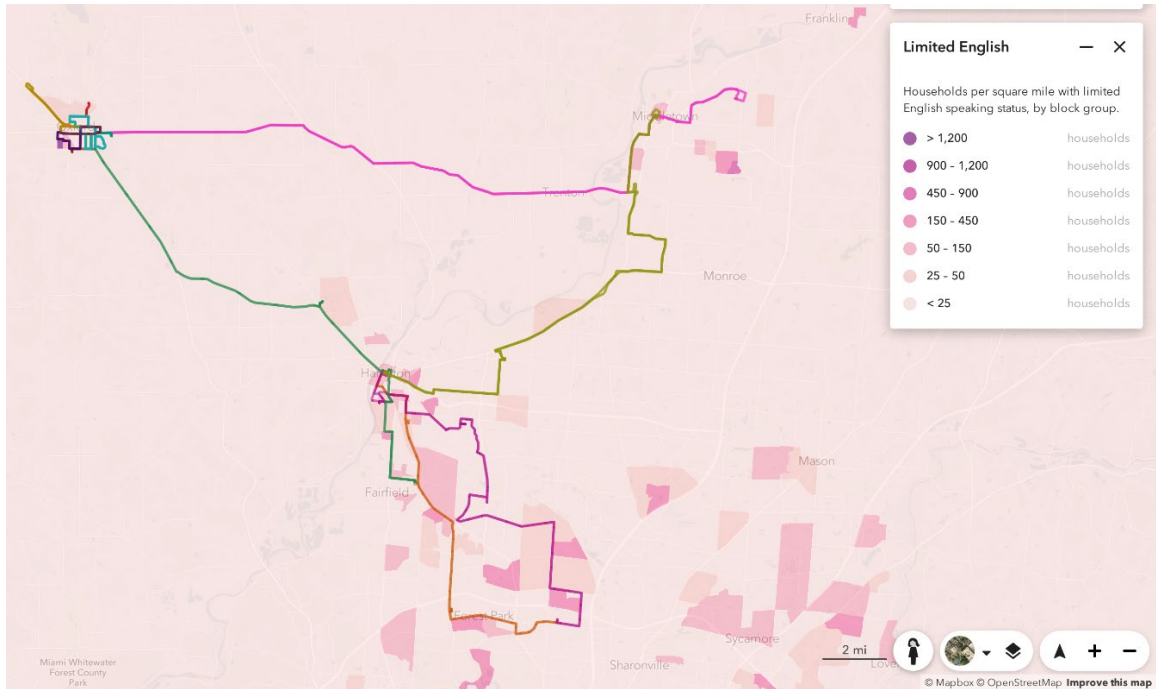 Franklin
Limited English
Households per square mile with limited
English speaking status, by block group.
> 1,200 households
900 - 1,200 households
450 - 900 households
150 - 450 households
50 - 150 households
25 - 50 households
< 25 households
Middletown
Trenton
Monroe
Hamilton
Mason
Fairfield
Forest Park
Sycamore
Sharonville
2 mi
Miami Whitewater
Forest County
Park
© Mapbox © OpenStreetMap Improve this map